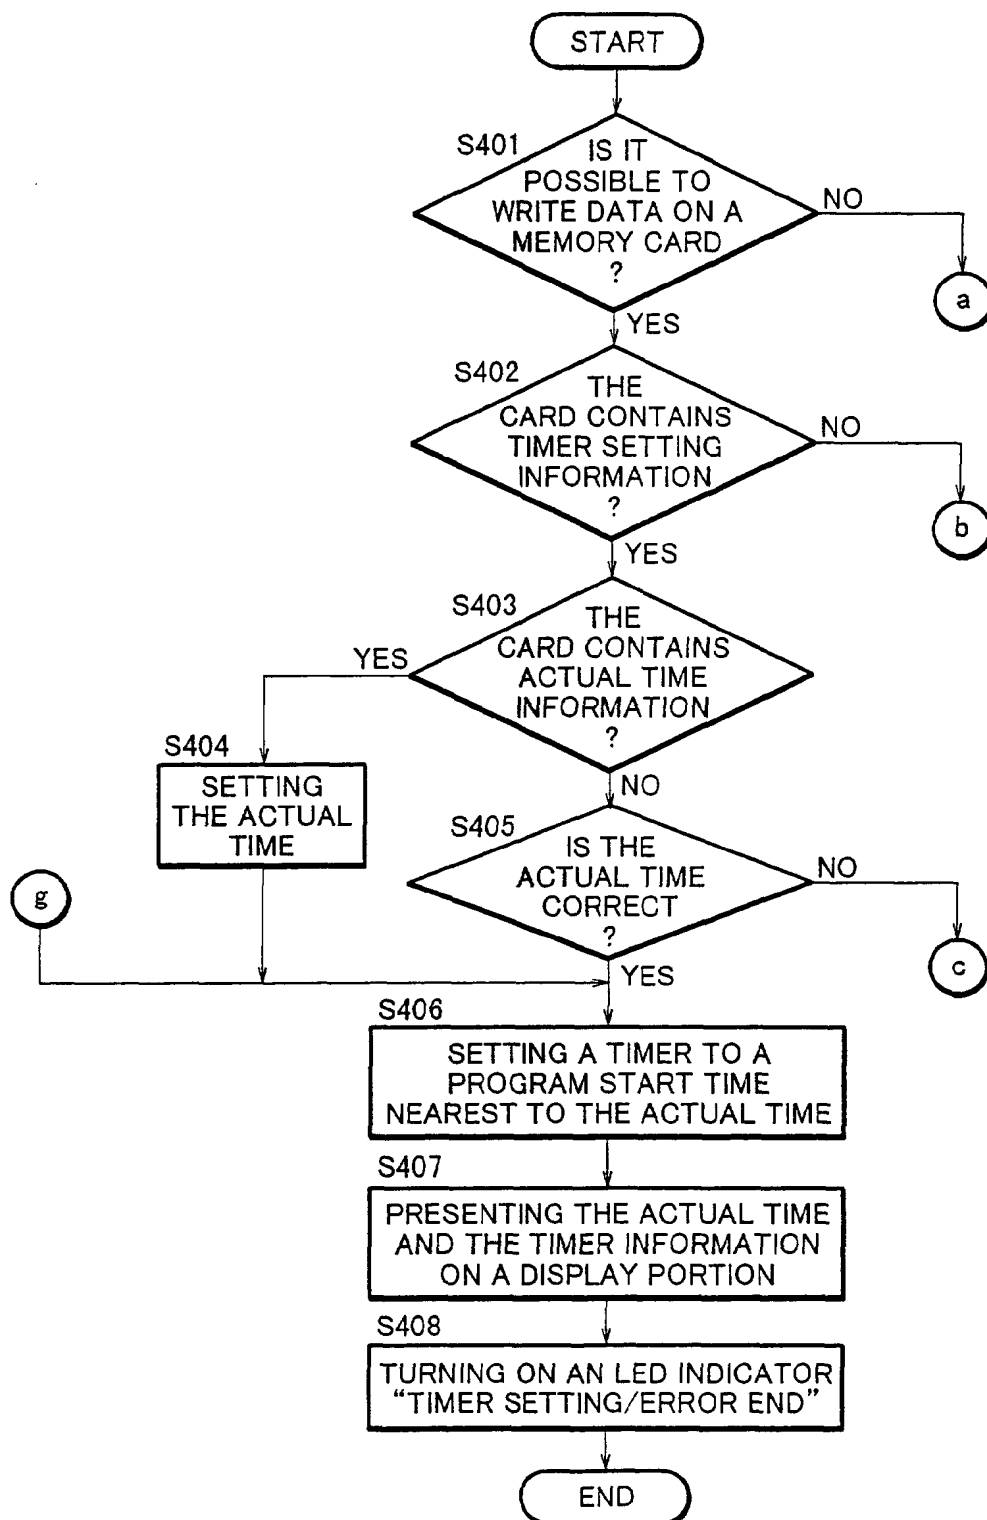 START
S401
IS IT
POSSIBLE TO
WRITE DATA ON A
MEMORY CARD
?
NO
a
YES
S402
THE
CARD CONTAINS
TIMER SETTING
INFORMATION
?
NO
b
YES
S403
THE
CARD CONTAINS
ACTUAL TIME
INFORMATION
?
YES
NO
S404
SETTING
THE ACTUAL
TIME
S405
IS THE
ACTUAL TIME
CORRECT
?
NO
c
YES
g
S406
SETTING A TIMER TO A
PROGRAM START TIME
NEAREST TO THE ACTUAL TIME
S407
PRESENTING THE ACTUAL TIME
AND THE TIMER INFORMATION
ON A DISPLAY PORTION
S408
TURNING ON AN LED INDICATOR
“TIMER SETTING/ERROR END”
END